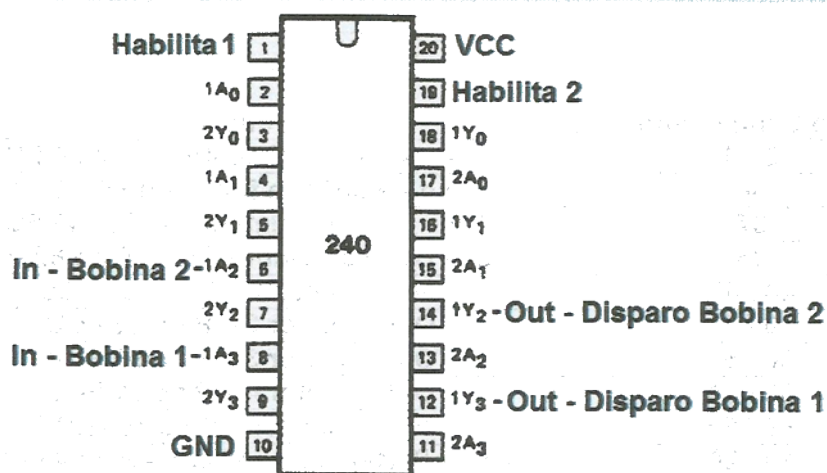 Habilita 1 1 20 VCC
1A0 2 19 Habilita 2
2Y0 3 18 1Y0
1A1 4 17 2A0
2Y1 5 16 1Y1
240
In - Bobina 2-1A2 6 15 2A1
2Y2 7 14 1Y2-Out - Disparo Bobina 2
In - Bobina 1-1A3 8 13 2A2
2Y3 9 12 1Y3-Out - Disparo Bobina 1
GND 10 11 2A3